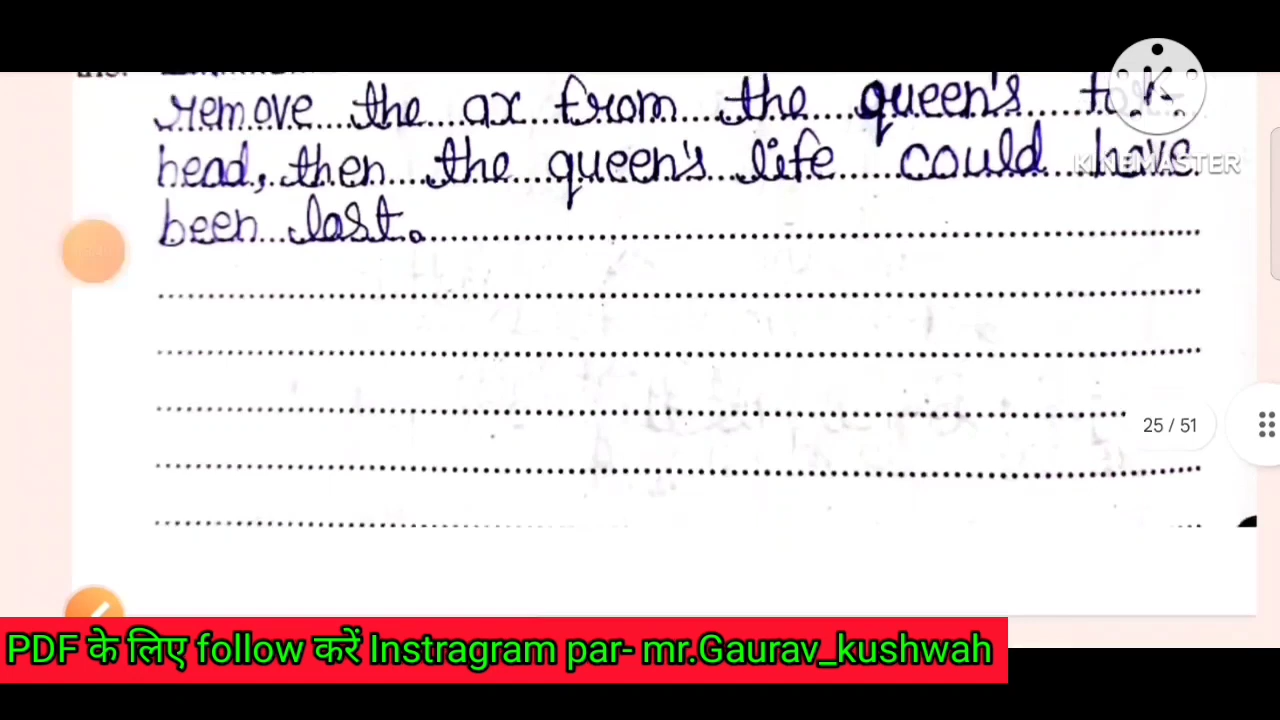 remove the ax from the queen's
head, then the queen's life could have
been last.
KINEMASTER
25 / 51
PDF के लिए follow करें Instragram par- mr.Gaurav_kushwah